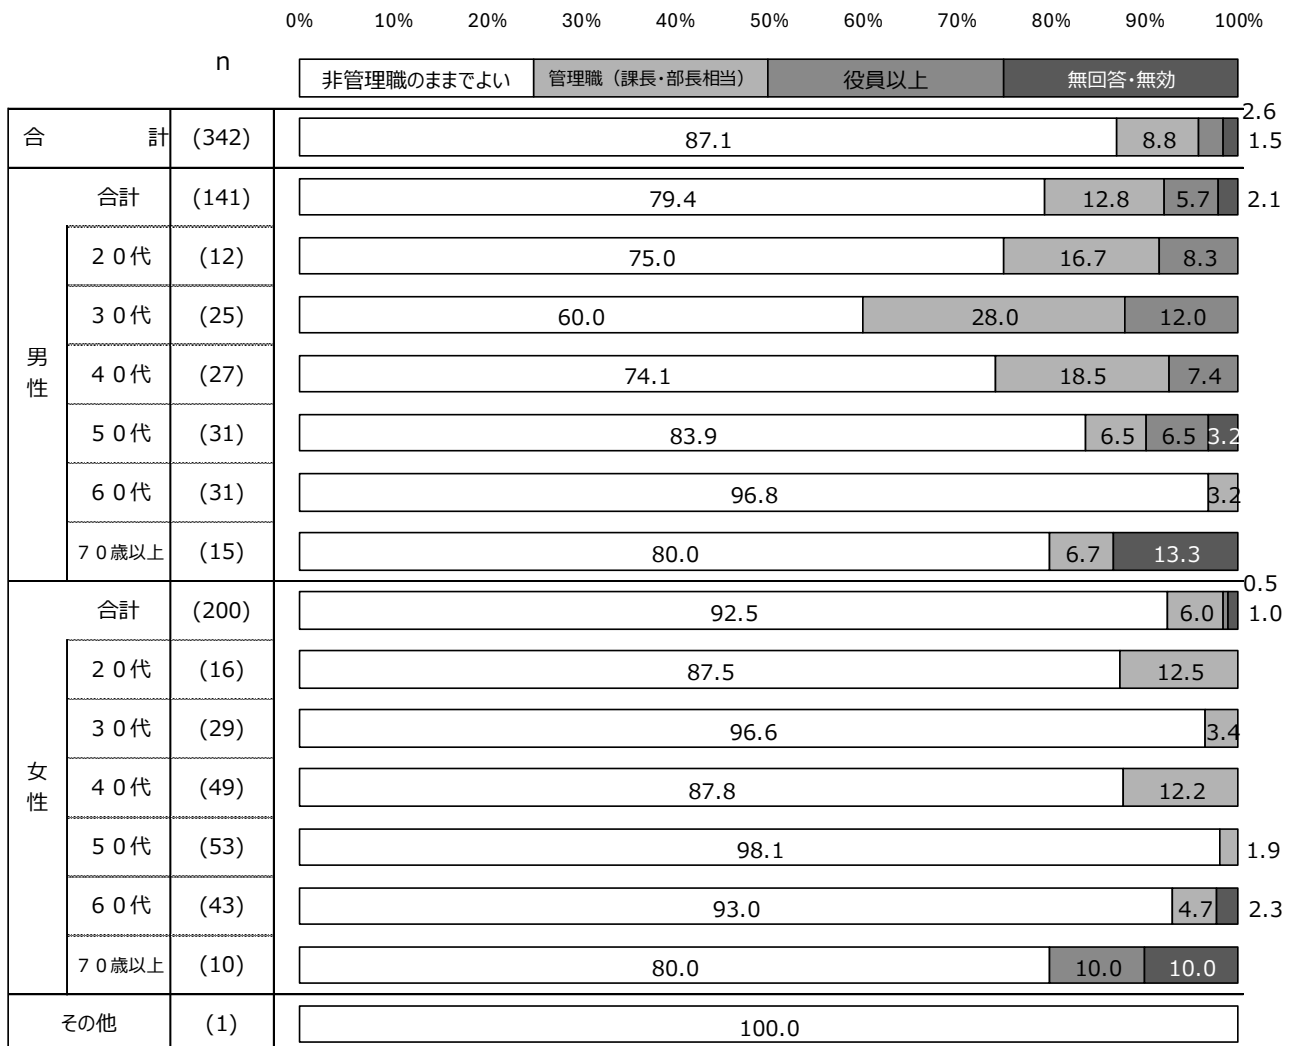 0% 10% 20% 30% 40% 50% 60% 70% 80% 90% 100%
n 非管理職のままでよい 管理職（課長・部長相当） 役員以上 無回答・無効
合計 (342) 87.1 8.8 2.6 1.5
男性
合計 (141) 79.4 12.8 5.7 2.1
２０代 (12) 75.0 16.7 8.3
３０代 (25) 60.0 28.0 12.0
４０代 (27) 74.1 18.5 7.4
５０代 (31) 83.9 6.5 6.5 3.2
６０代 (31) 96.8 3.2
７０歳以上 (15) 80.0 6.7 13.3
女性
合計 (200) 92.5 6.0 0.5 1.0
２０代 (16) 87.5 12.5
３０代 (29) 96.6 3.4
４０代 (49) 87.8 12.2
５０代 (53) 98.1 1.9
６０代 (43) 93.0 4.7 2.3
７０歳以上 (10) 80.0 10.0 10.0
その他 (1) 100.0